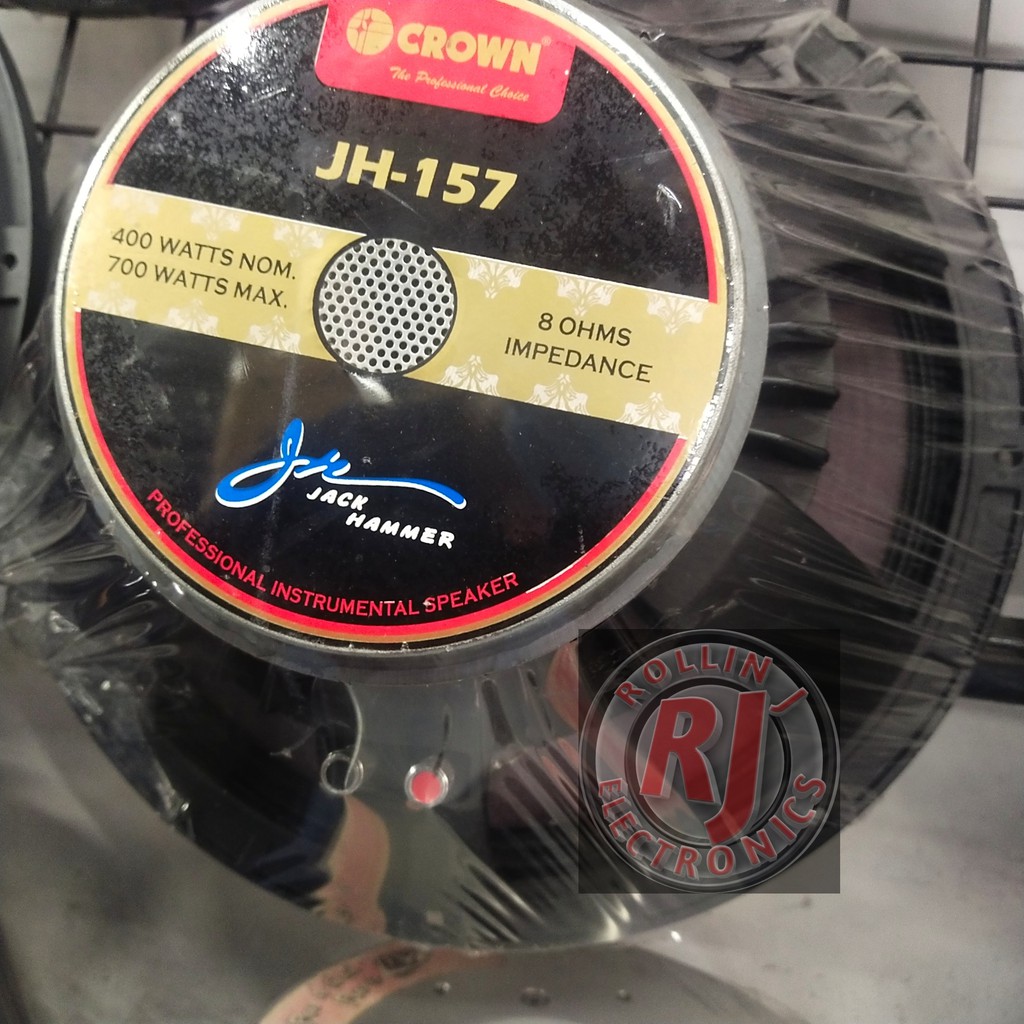 CROWN®
The Professional Choice
JH-157
400 WATTS NOM.
700 WATTS MAX.
8 OHMS
IMPEDANCE
JH
JACK
HAMMER
PROFESSIONAL INSTRUMENTAL SPEAKER
ROLLIN J
RJ
ELECTRONICS